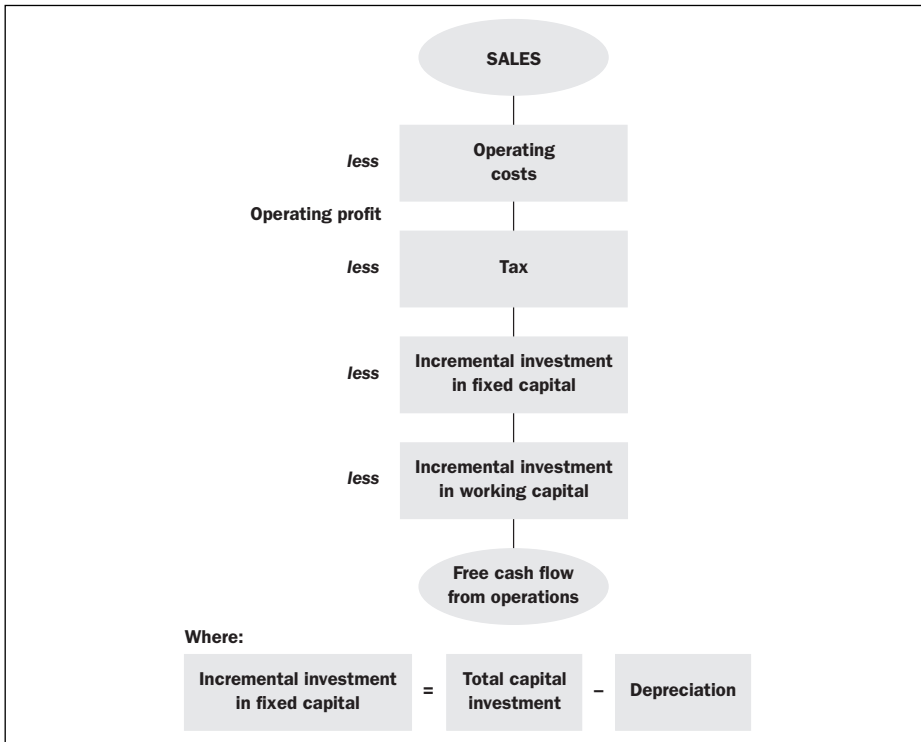 SALES
less
Operating
costs
Operating profit
less
Tax
less
Incremental investment
in fixed capital
less
Incremental investment
in working capital
Free cash flow
from operations
Where:
Incremental investment
in fixed capital
=
Total capital
investment
–
Depreciation